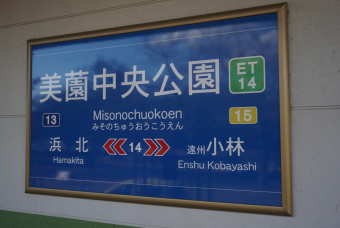 美薗中央公園
ET
14
Misonochuokoen
みそのちゅうおうこうえん
13
15
浜北
14
遠州小林
Hamakita
Enshu Kobayashi